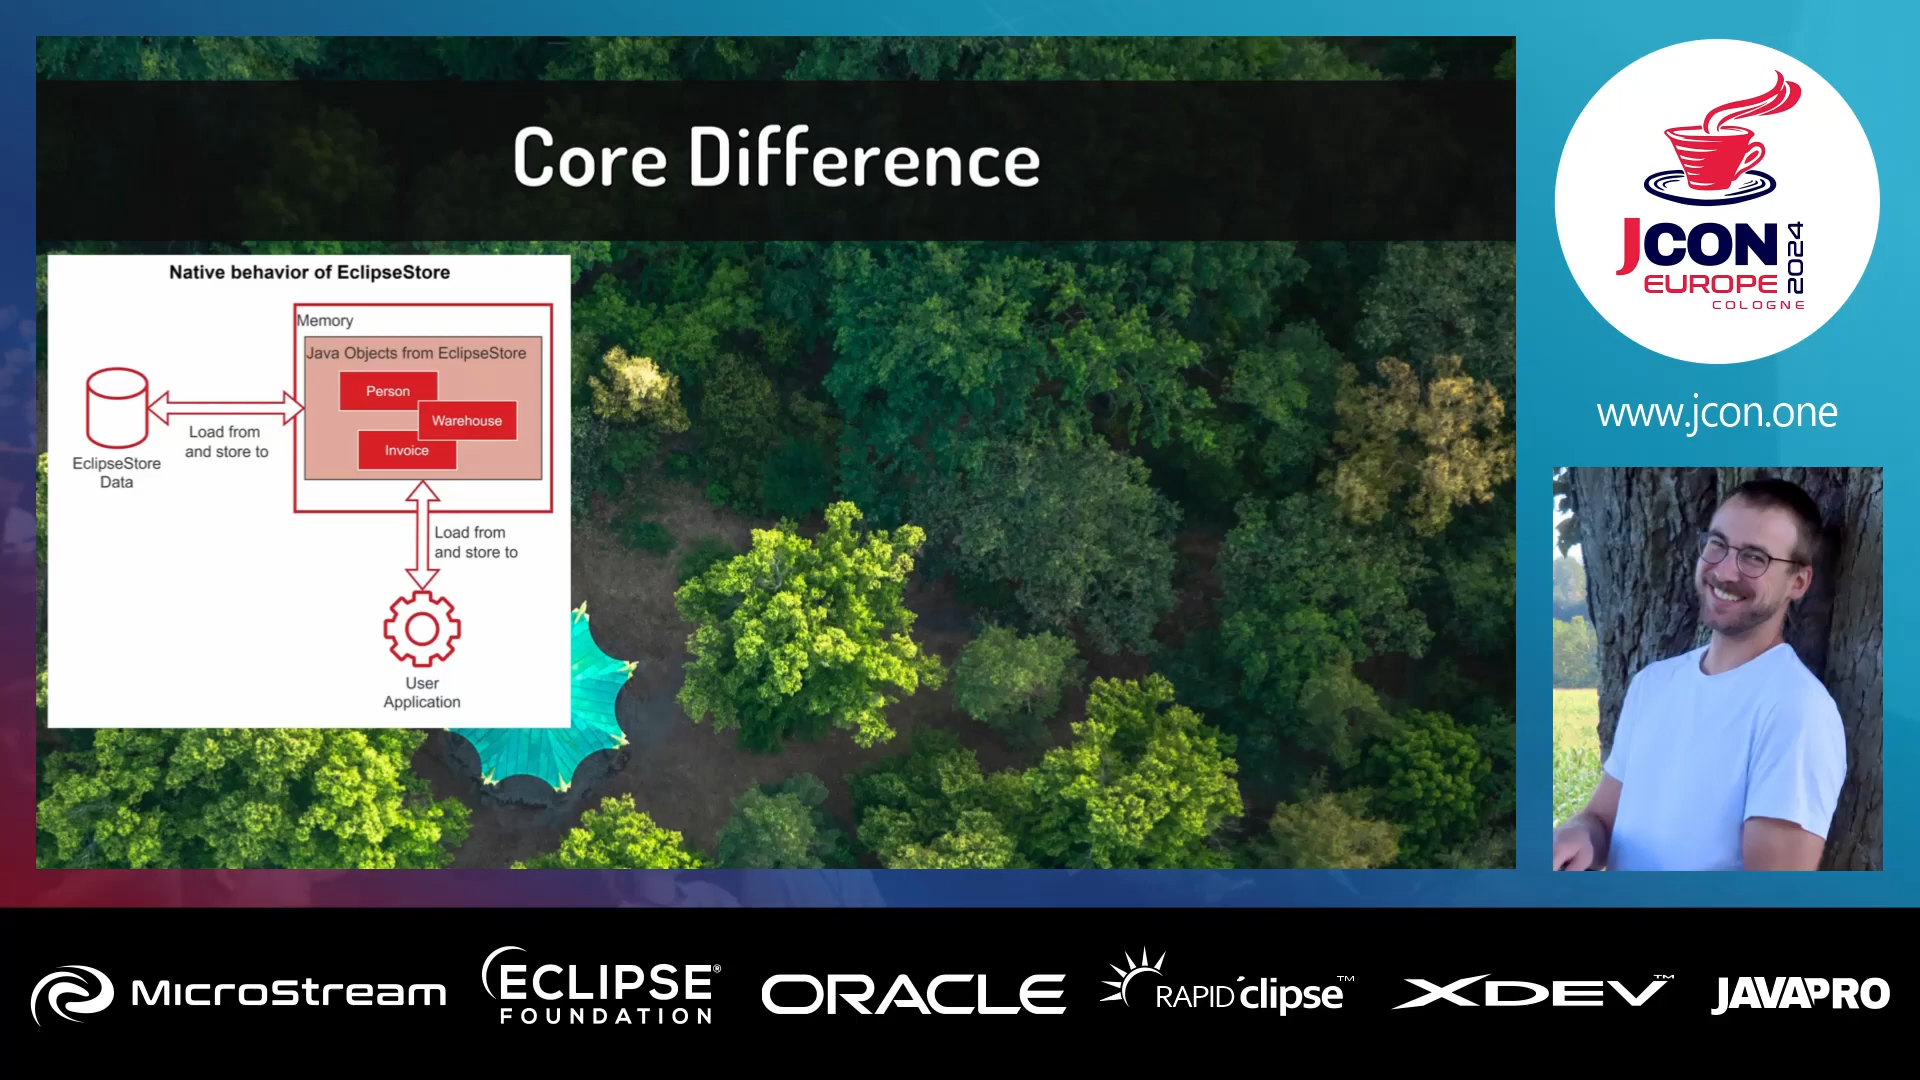 Core Difference
Native behavior of EclipseStore
Memory
Java Objects from EclipseStore
Person
Warehouse
Invoice
Load from
and store to
EclipseStore
Data
Load from
and store to
User
Application
JCON
EUROPE
2024
COLOGNE
www.jcon.one
MicroStream
ECLIPSE®
FOUNDATION
ORACLE
RAPID'clipse™
XDEV™
JAVAPRO